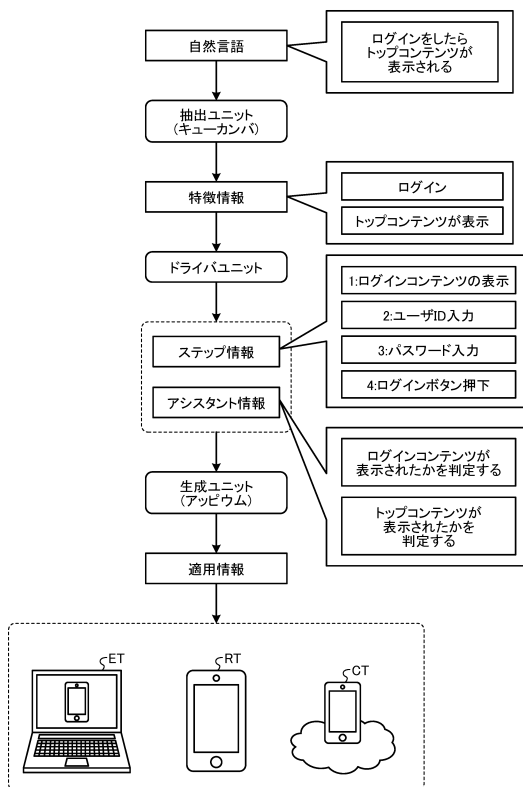 自然言語
ログインをしたら
トップコンテンツが
表示される
抽出ユニット
(キューカンバ)
特徴情報
ログイン
トップコンテンツが表示
ドライバユニット
ステップ情報
1:ログインコンテンツの表示
2:ユーザID入力
3:パスワード入力
4:ログインボタン押下
アシスタント情報
ログインコンテンツが
表示されたかを判定する
トップコンテンツが
表示されたかを
判定する
生成ユニット
(アッピウム)
適用情報
ET
RT
CT